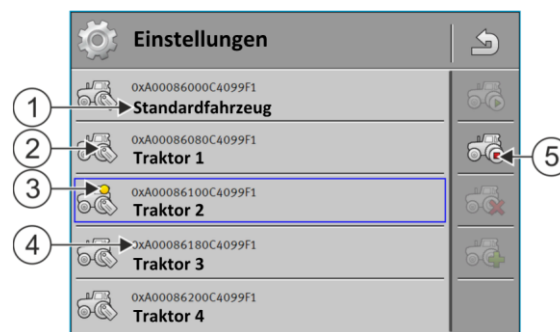 Einstellungen
0xA00086000C4099F1
1 Standardfahrzeug
0xA00086080C4099F1
2 Traktor 1
5
3 0xA00086100C4099F1
Traktor 2
4 0xA00086180C4099F1
Traktor 3
0xA00086200C4099F1
Traktor 4